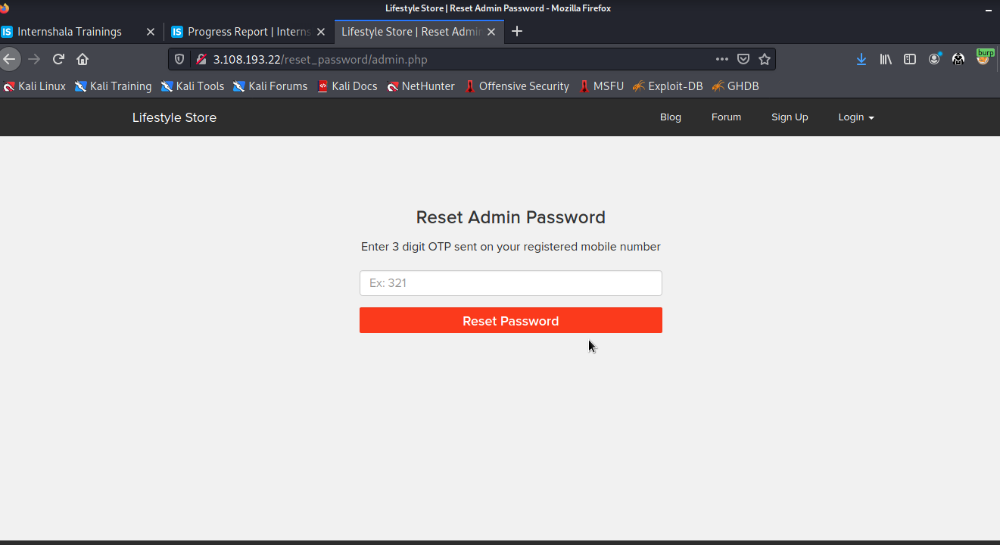 Lifestyle Store | Reset Admin Password - Mozilla Firefox
IS Internshala Trainings IS Progress Report | Interns Lifestyle Store | Reset Admin
3.108.193.22/reset_password/admin.php burp
Kali Linux Kali Training Kali Tools Kali Forums Kali Docs NetHunter Offensive Security MSFU Exploit-DB GHDB
Lifestyle Store Blog Forum Sign Up Login
Reset Admin Password
Enter 3 digit OTP sent on your registered mobile number
Ex: 321
Reset Password